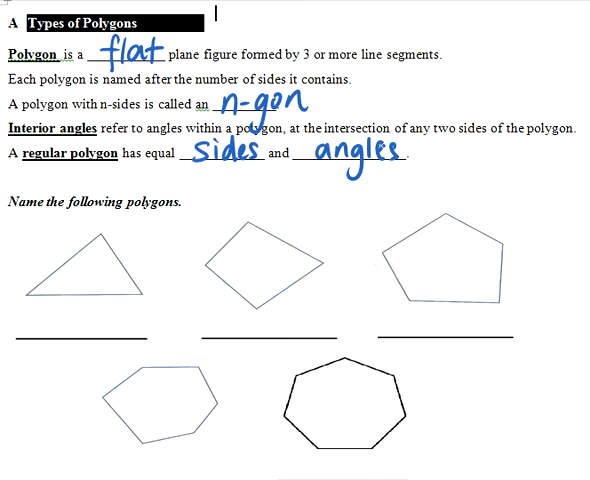 A Types of Polygons
Polygon is a flat plane figure formed by 3 or more line segments.
Each polygon is named after the number of sides it contains.
A polygon with n-sides is called an n-gon
Interior angles refer to angles within a polygon, at the intersection of any two sides of the polygon.
A regular polygon has equal sides and angles.
Name the following polygons.